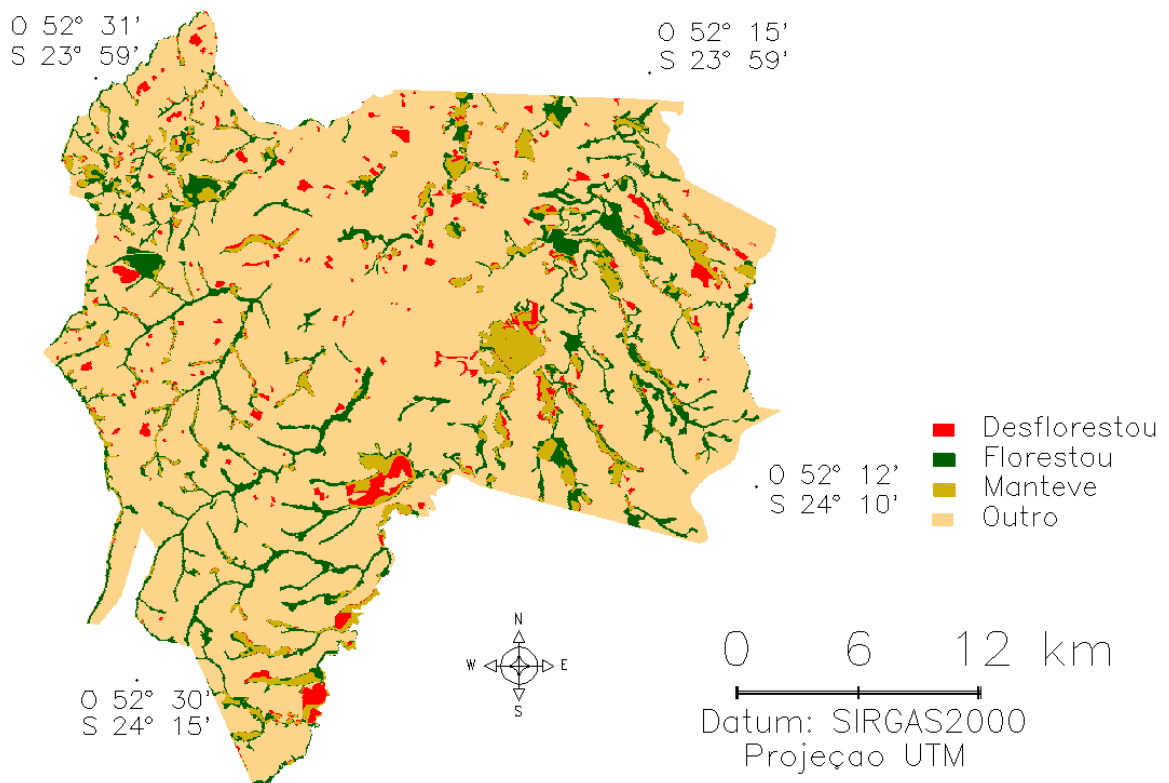 O 52° 31'
S 23° 59'
O 52° 15'
S 23° 59'
Desflorestou
Florestou
Manteve
Outro
O 52° 12'
S 24° 10'
N
W E
S
0 6 12 km
O 52° 30'
S 24° 15'
Datum: SIRGAS2000
Projeçao UTM